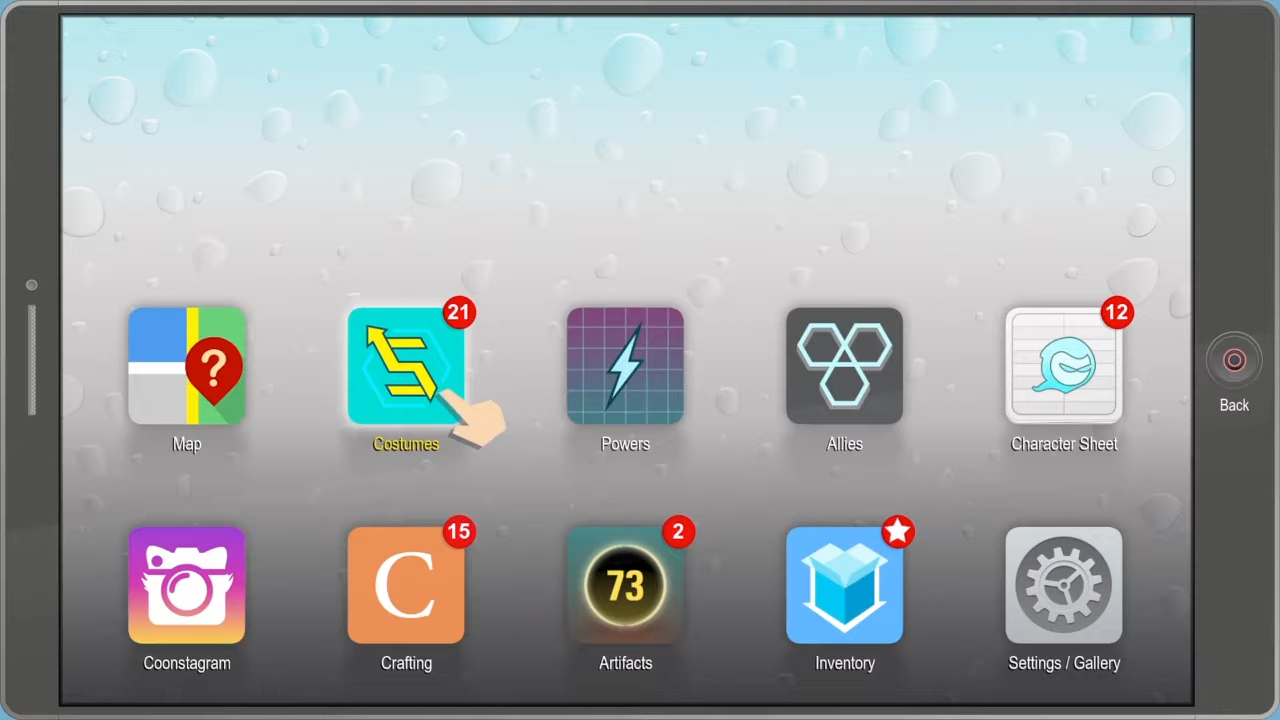 21
12
?
Map
Costumes
Powers
Allies
Character Sheet
Back
15
2
C
73
Coonstagram
Crafting
Artifacts
Inventory
Settings / Gallery